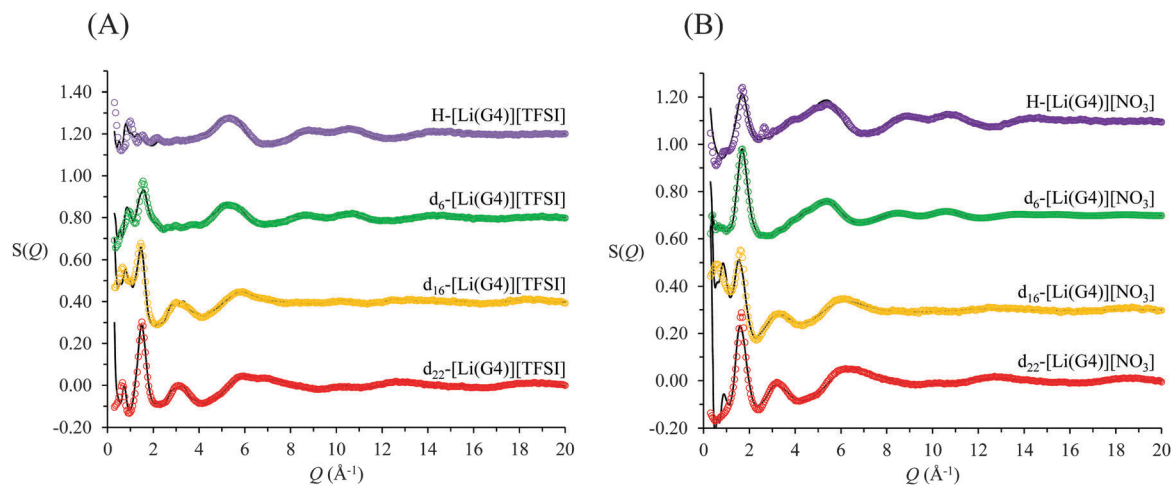 (A)
(B)
1.40
1.20
1.00
0.80
0.60
0.40
0.20
0.00
-0.20
S(Q)
H-[Li(G4)][TFSI]
d6-[Li(G4)][TFSI]
d16-[Li(G4)][TFSI]
d22-[Li(G4)][TFSI]
0 2 4 6 8 10 12 14 16 18 20
Q (Å-1)
1.20
1.00
0.80
0.60
0.40
0.20
0.00
-0.20
S(Q)
H-[Li(G4)][NO3]
d6-[Li(G4)][NO3]
d16-[Li(G4)][NO3]
d22-[Li(G4)][NO3]
0 2 4 6 8 10 12 14 16 18 20
Q (Å-1)